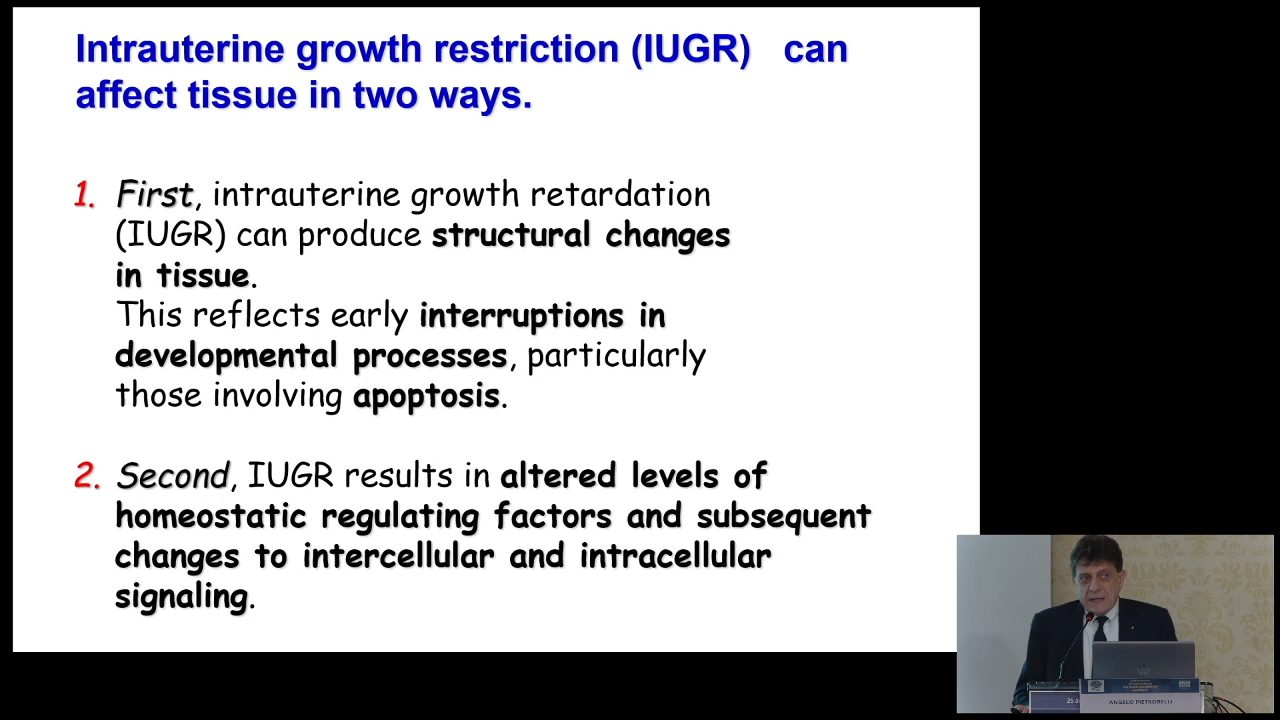 Intrauterine growth restriction (IUGR) can
affect tissue in two ways.
1. First, intrauterine growth retardation
(IUGR) can produce structural changes
in tissue.
This reflects early interruptions in
developmental processes, particularly
those involving apoptosis.
2. Second, IUGR results in altered levels of
homeostatic regulating factors and subsequent
changes to intercellular and intracellular
signaling.
ANGELO PIETROBELLI